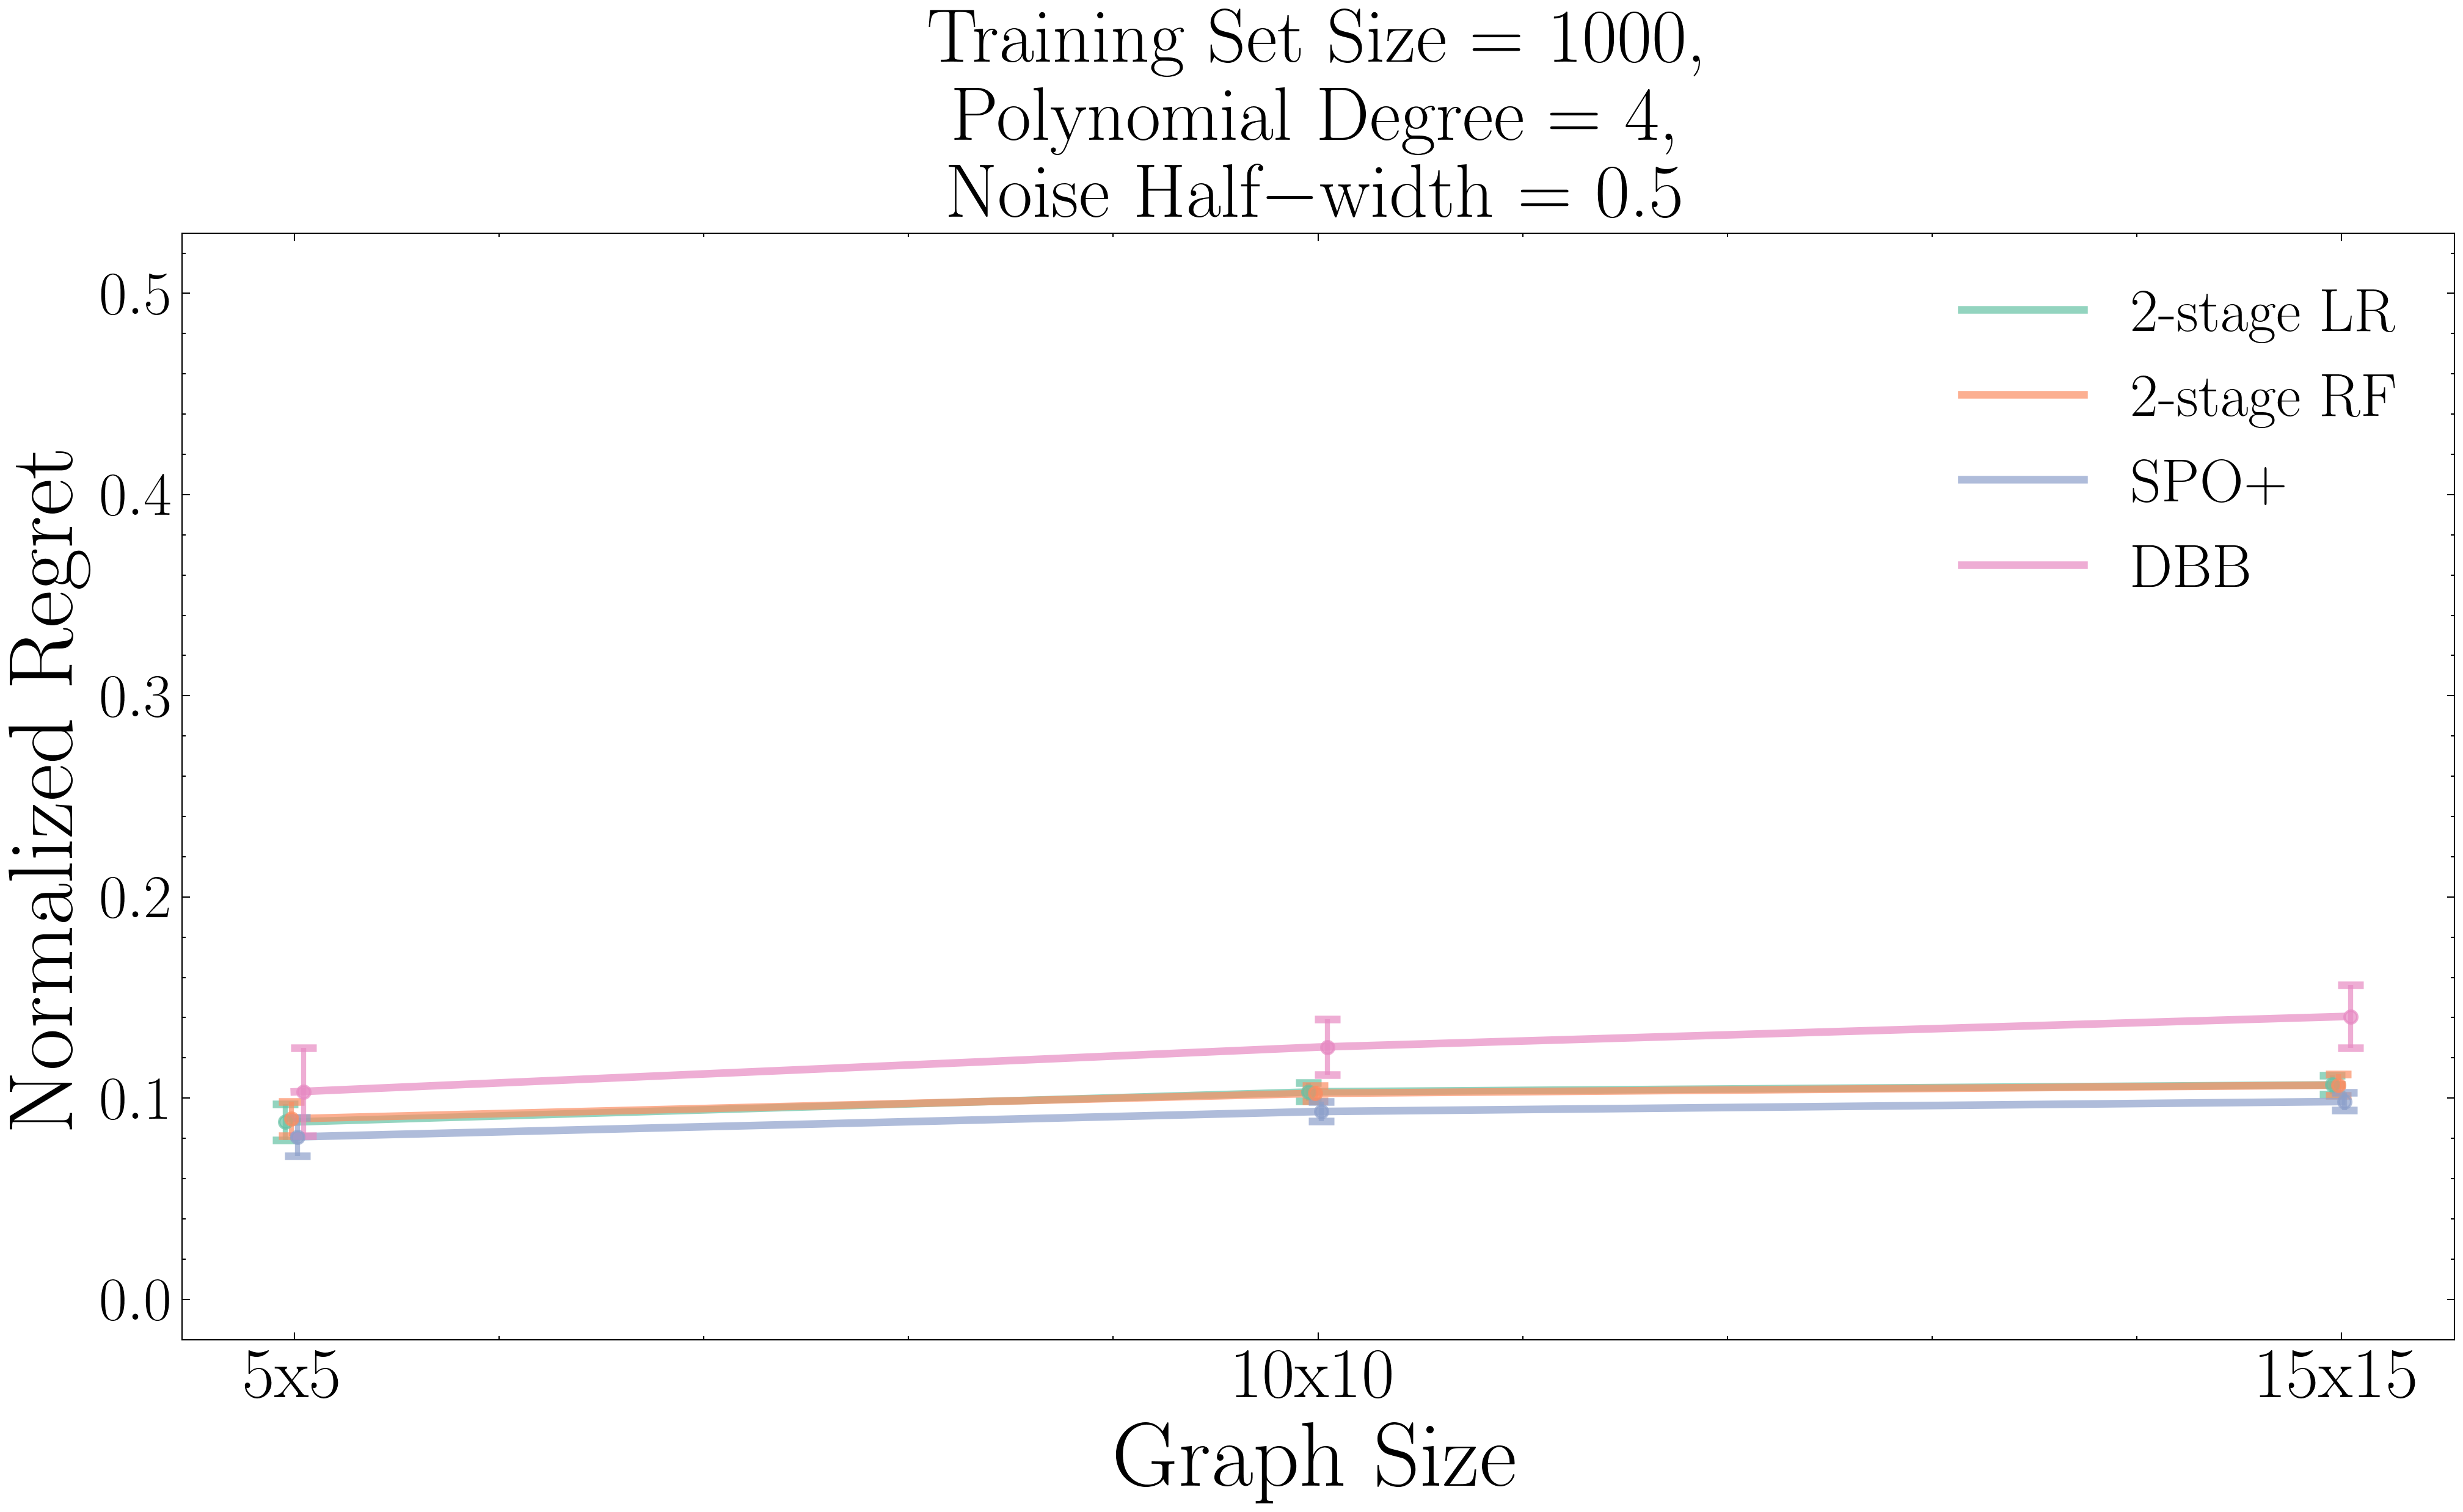 Training Set Size = 1000,
Polynomial Degree = 4,
Noise Half−width = 0.5
Normalized Regret
0.5
0.4
0.3
0.2
0.1
0.0
2-stage LR
2-stage RF
SPO+
DBB
5x5
10x10
15x15
Graph Size